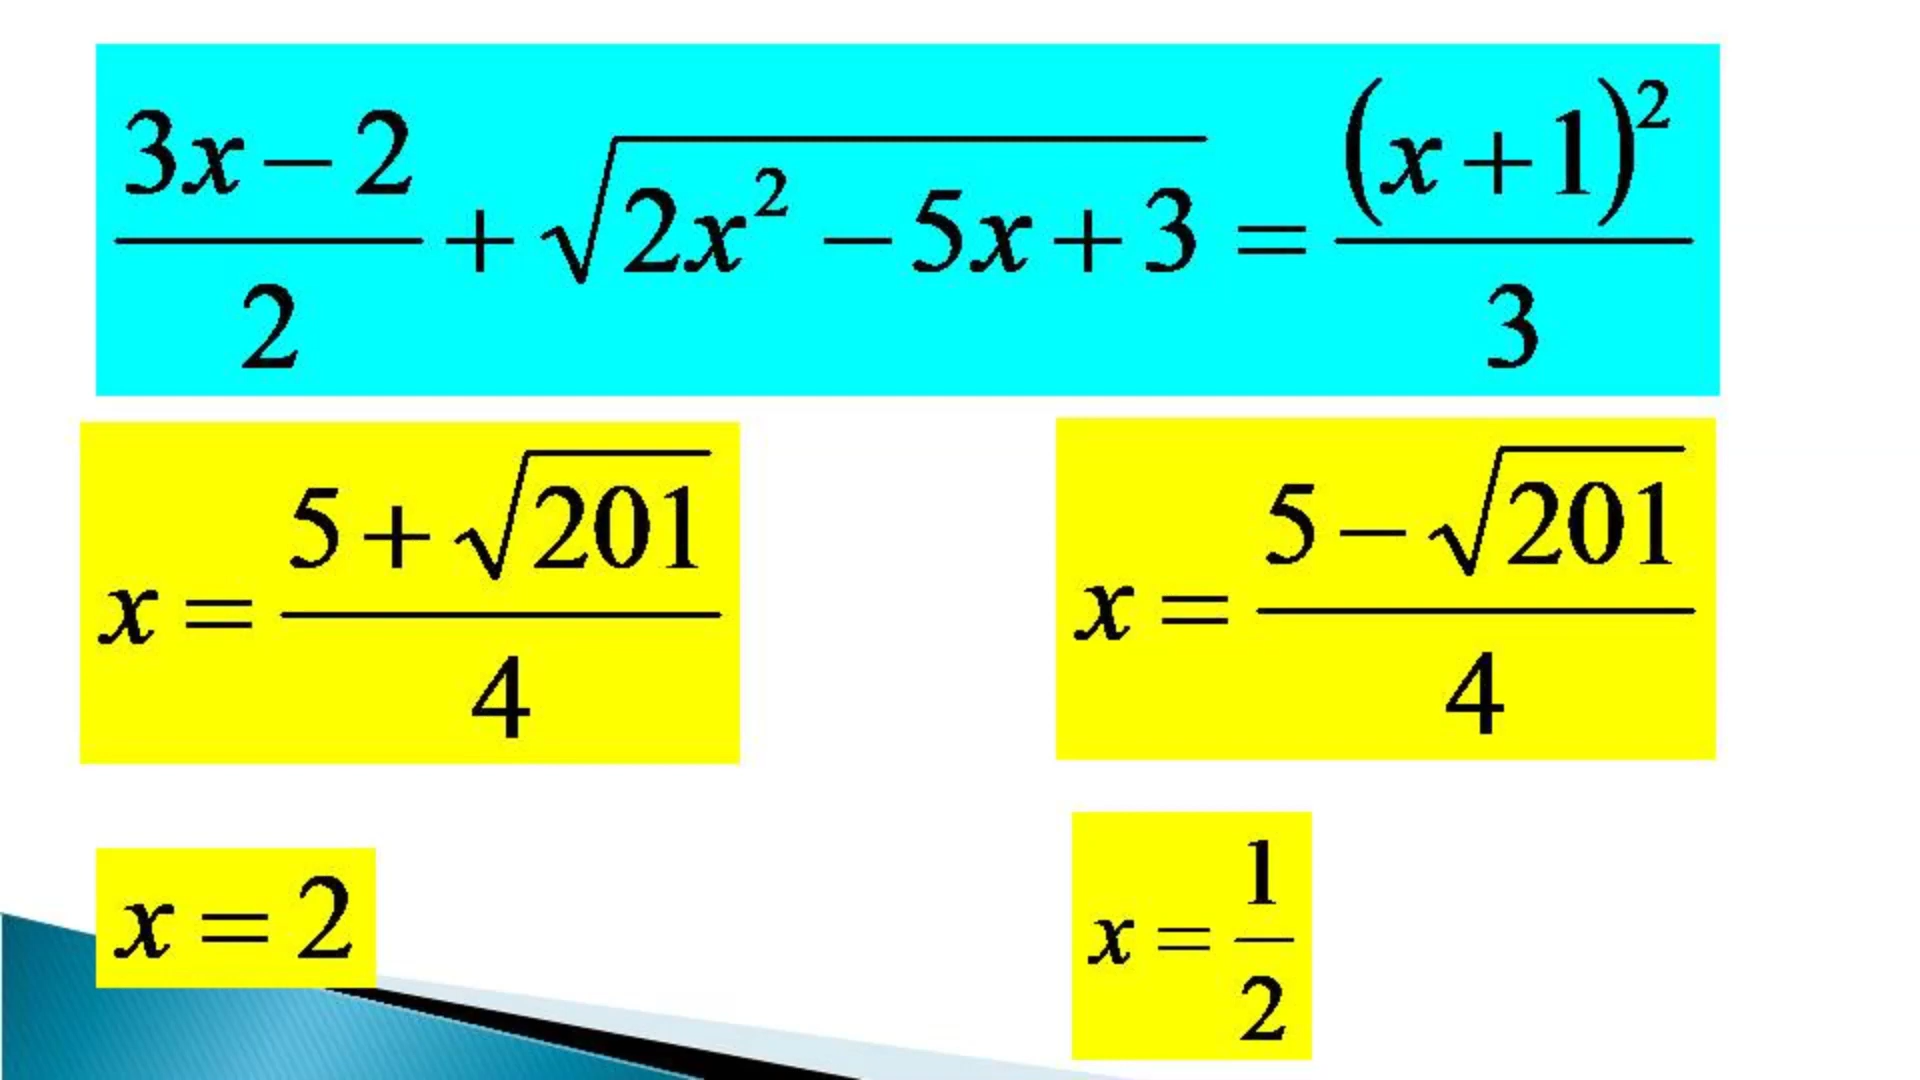 (3x − 2)/2 + √(2x² − 5x + 3) = (x + 1)²/3
x = (5 + √201)/4
x = (5 − √201)/4
x = 2
x = 1/2